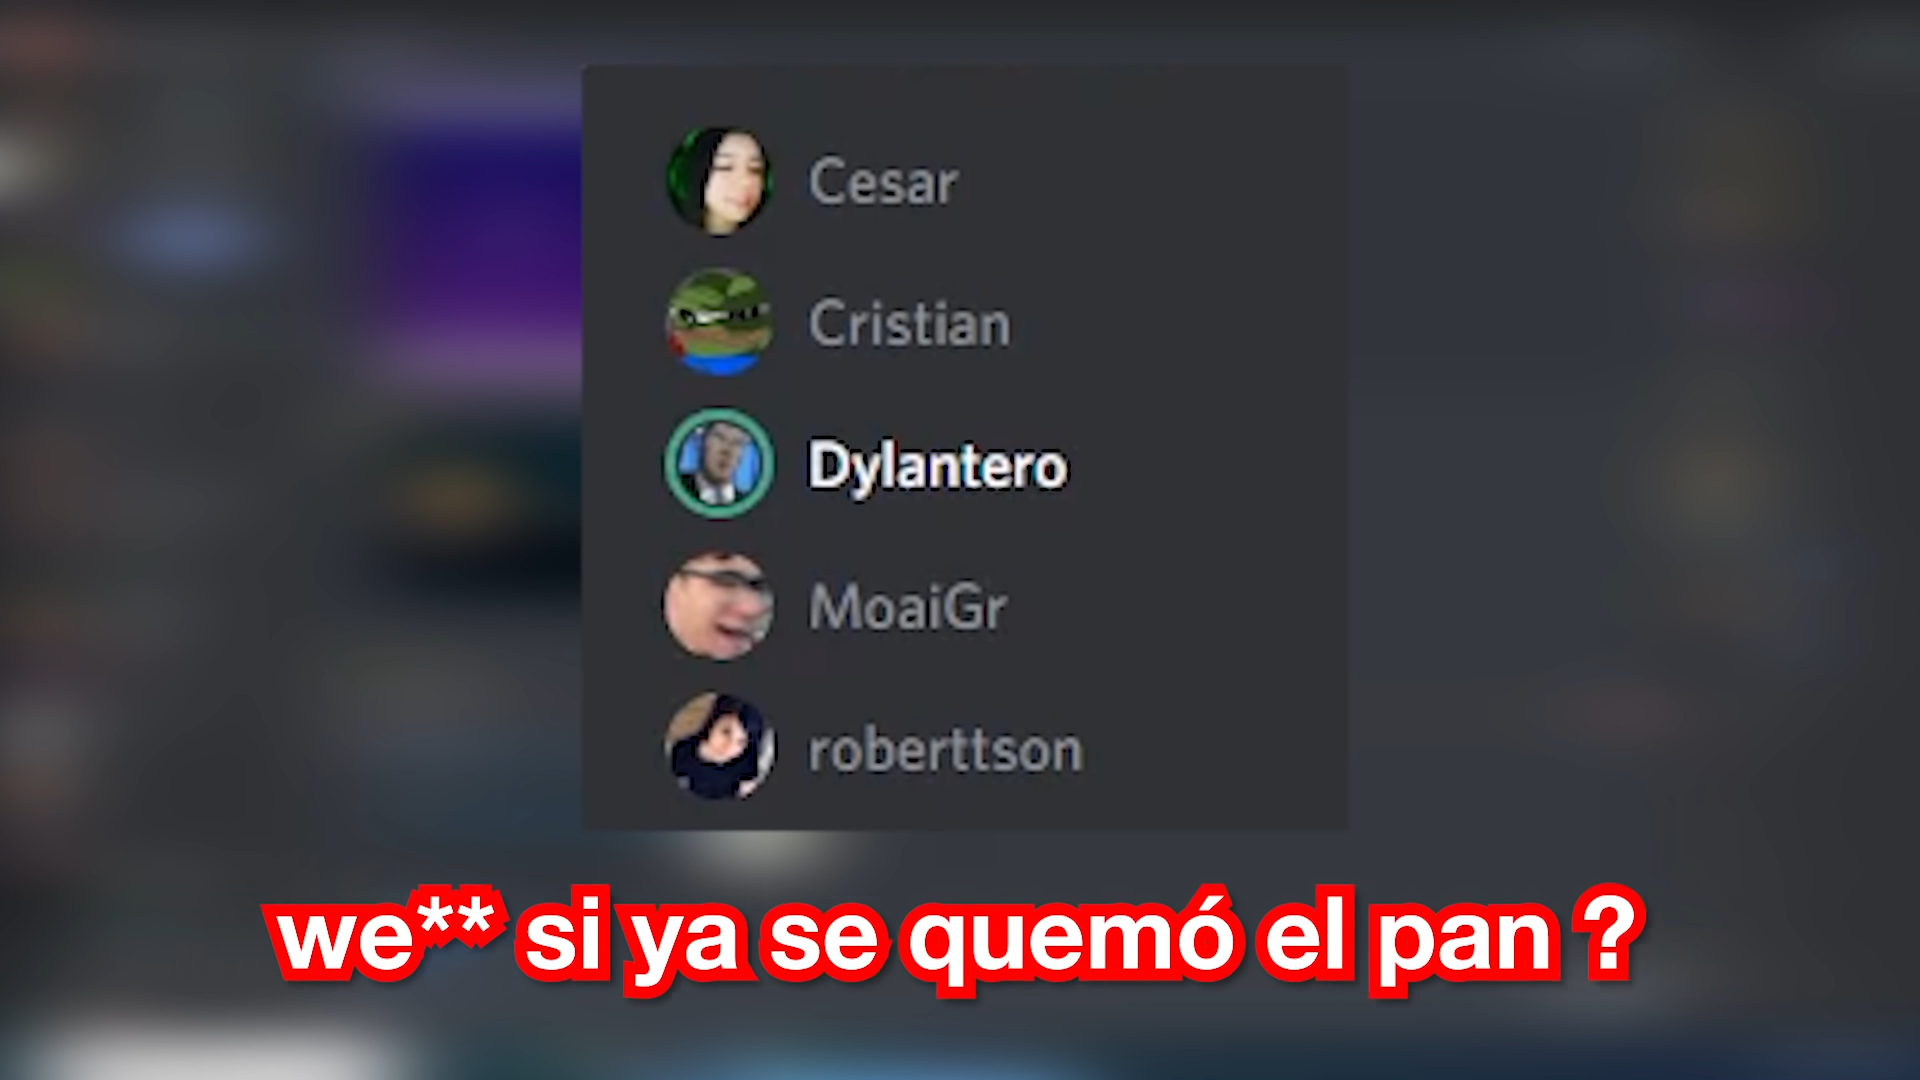 Cesar
Cristian
Dylantero
MoaiGr
roberttson
we** si ya se quemó el pan ?